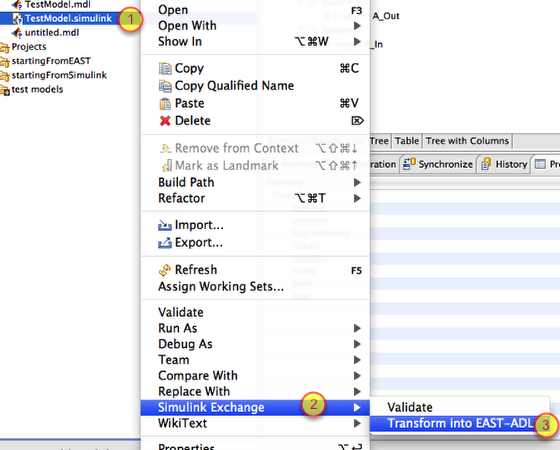 TestModel.mdl
TestModel.simulink 1
untitled.mdl
Projects
startingFromEAST
startingFromSimulink
test models
Open F3
Open With
Show In ⌥⌘W
Copy ⌘C
Copy Qualified Name
Paste ⌘V
Delete ⌦
Remove from Context ⌥⇧⌘↓
Mark as Landmark ⌥⇧⌘↑
Build Path
Refactor ⌥⌘T
Import...
Export...
Refresh F5
Assign Working Sets...
Validate
Run As
Debug As
Team
Compare With
Replace With
Simulink Exchange 2
WikiText
Properties ⌥↩
A_Out
_In
Tree Table Tree with Columns
ration Synchronize History Pr
Validate
Transform into EAST-ADL 3